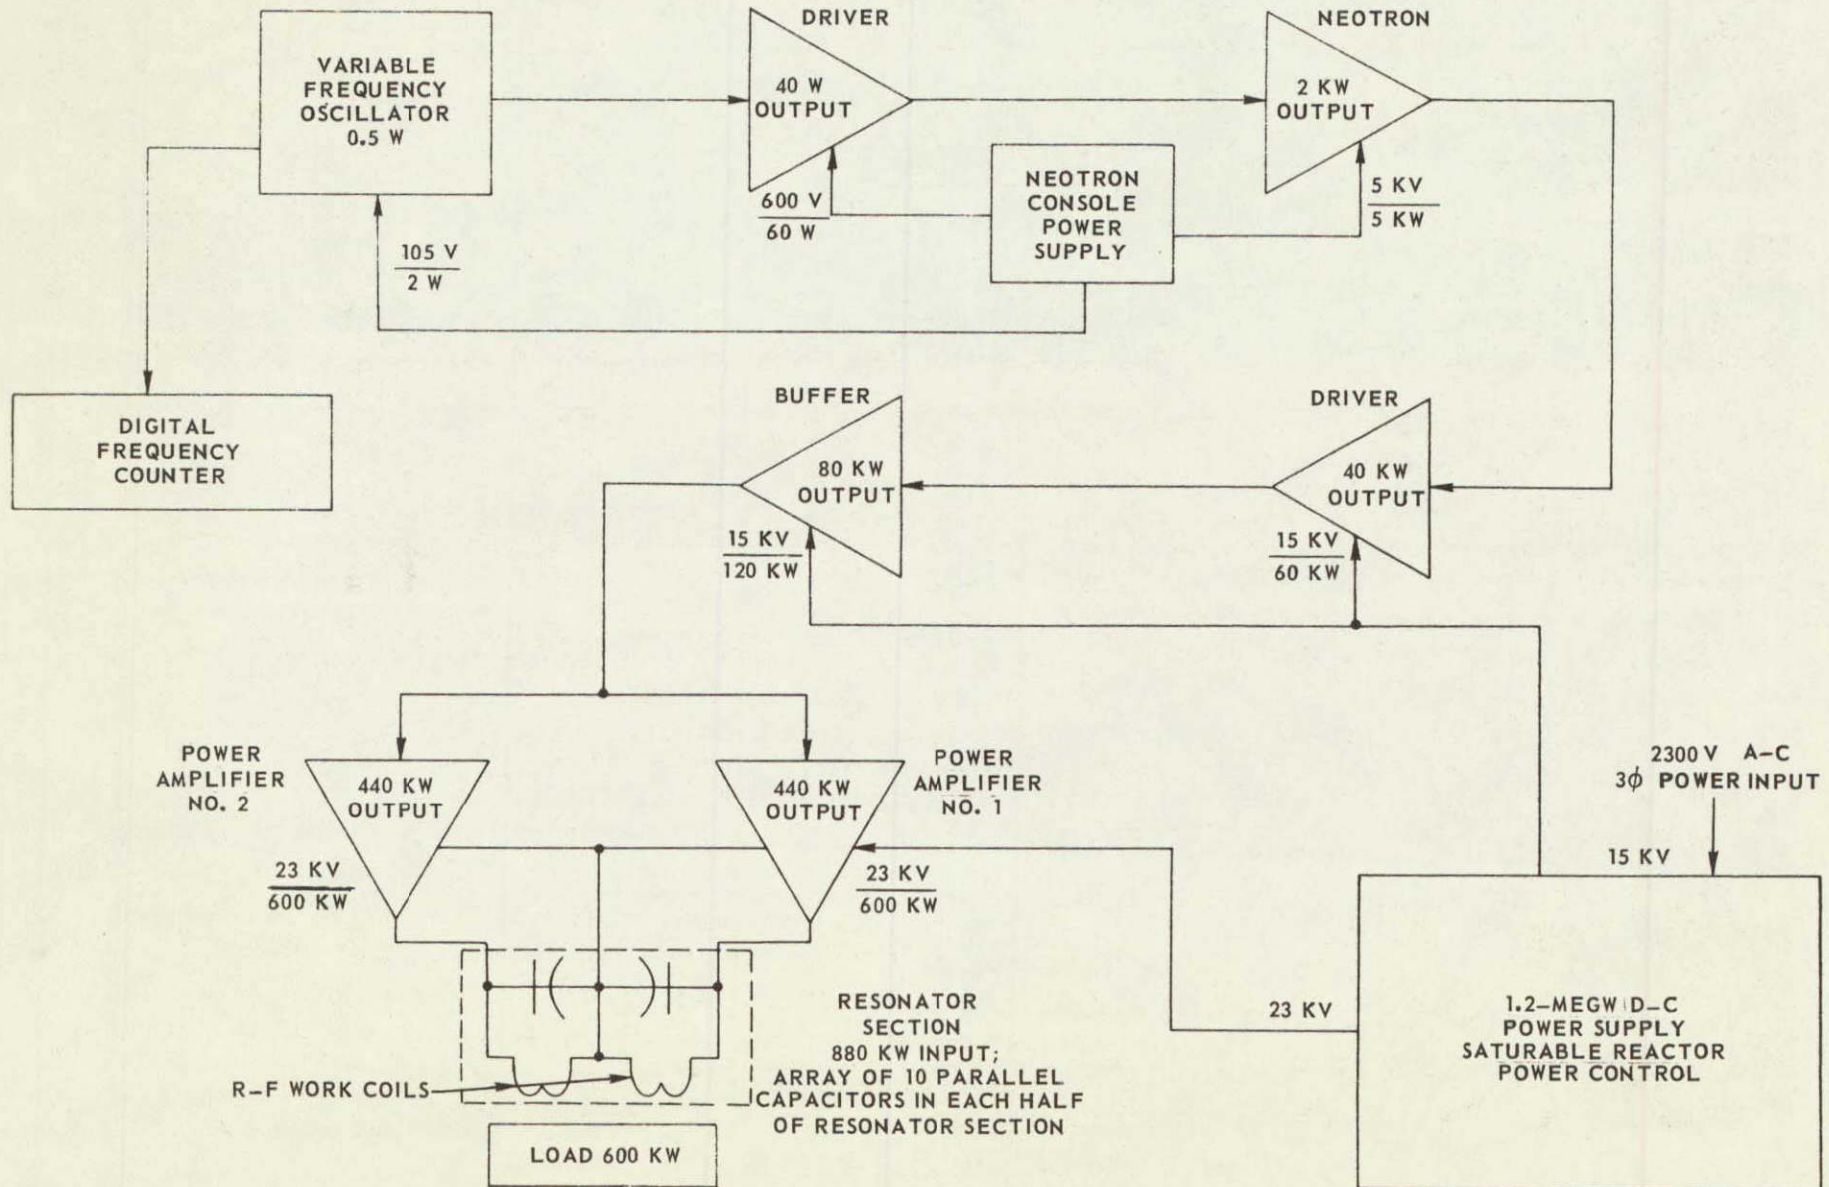 DRIVER
NEOTRON
VARIABLE
FREQUENCY
OSCILLATOR
0.5 W
40 W
OUTPUT
2 KW
OUTPUT
NEOTRON
CONSOLE
POWER
SUPPLY
600 V
60 W
5 KV
5 KW
105 V
2 W
DIGITAL
FREQUENCY
COUNTER
BUFFER
DRIVER
80 KW
OUTPUT
40 KW
OUTPUT
15 KV
120 KW
15 KV
60 KW
POWER
AMPLIFIER
NO. 2
440 KW
OUTPUT
440 KW
OUTPUT
POWER
AMPLIFIER
NO. 1
2300 V A-C
3ϕ POWER INPUT
23 KV
600 KW
23 KV
600 KW
15 KV
23 KV
1.2-MEGW D-C
POWER SUPPLY
SATURABLE REACTOR
POWER CONTROL
RESONATOR
SECTION
880 KW INPUT;
ARRAY OF 10 PARALLEL
CAPACITORS IN EACH HALF
OF RESONATOR SECTION
R-F WORK COILS
LOAD 600 KW